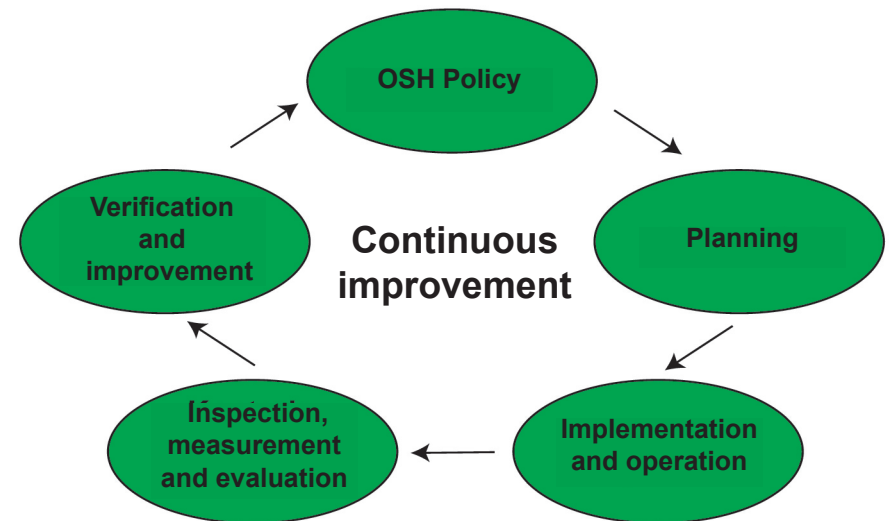 OSH Policy
Planning
Implementation
and operation
Inspection,
measurement
and evaluation
Verification
and
improvement
Continuous
improvement